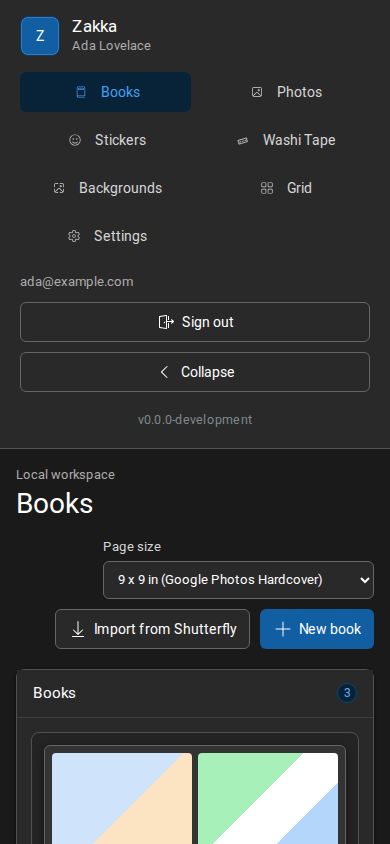 Z
Zakka
Ada Lovelace
Books
Photos
Stickers
Washi Tape
Backgrounds
Grid
Settings
ada@example.com
Sign out
Collapse
v0.0.0-development
Local workspace
Books
Page size
9 x 9 in (Google Photos Hardcover)
Import from Shutterfly
New book
Books
3